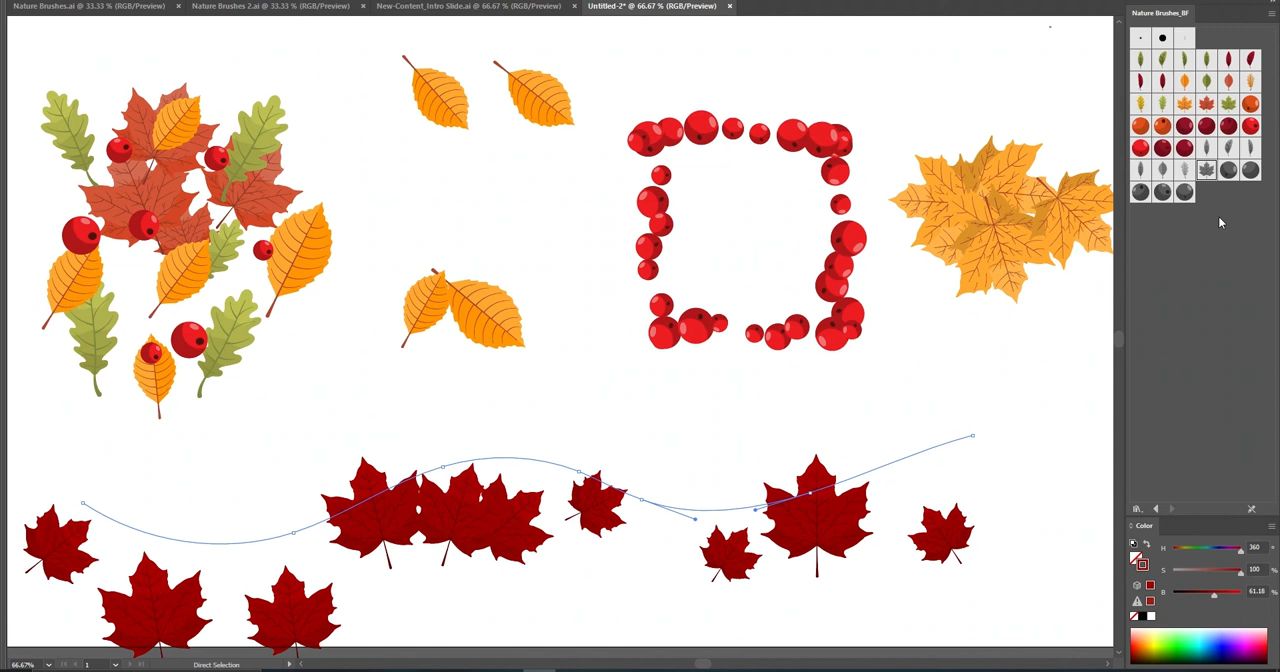 Nature Brushes.ai @ 33.33 % (RGB/Preview) × Nature Brushes 2.ai @ 33.33 % (RGB/Preview) × New-Content_Intro Slide.ai @ 66.67 % (RGB/Preview) × Untitled-2* @ 66.67 % (RGB/Preview) ×
Nature Brushes_BF
Color
H 360 °
S 100 %
B 61.18 %
66.67% 1 Direct Selection